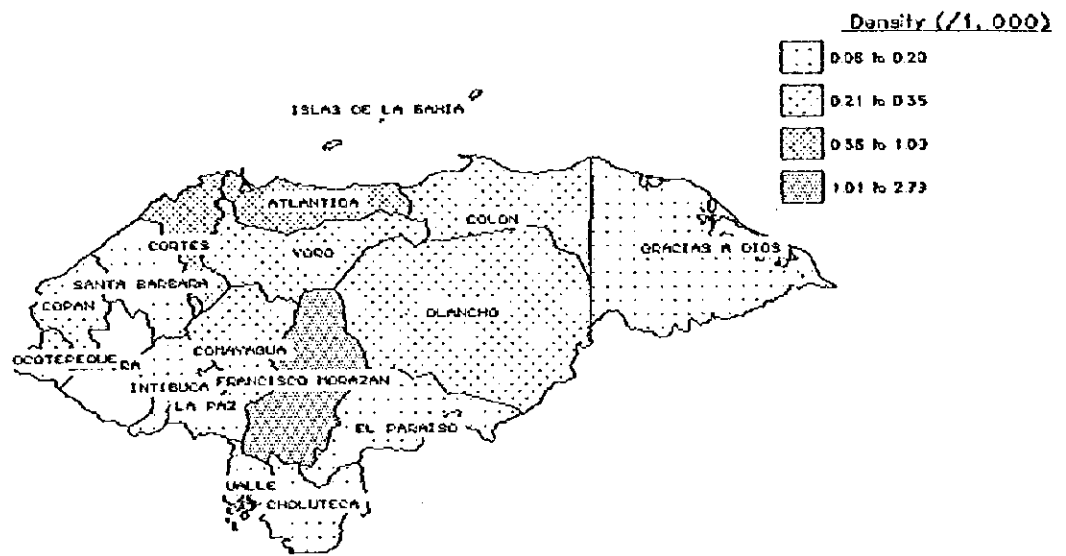 Density (/1,000)
0.06 to 0.20
0.21 to 0.35
0.36 to 1.00
1.01 to 2.73
ISLAS DE LA BAHIA
ATLANTIDA
COLON
CORTES
YORO
GRACIAS A DIOS
SANTA BARBARA
COPAN
OLANCHO
COMAYAGUA
OCOTEPEQUE
RA
INTIBUCA
FRANCISCO MORAZAN
LA PAZ
EL PARAISO
VALLE
CHOLUTECA